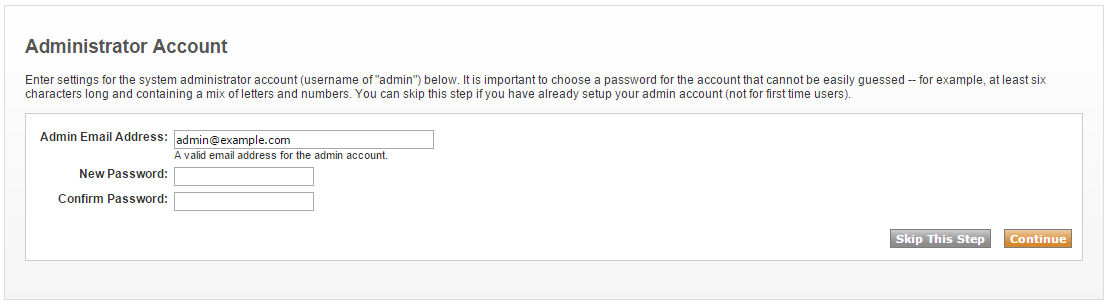 Administrator Account
Enter settings for the system administrator account (username of "admin") below. It is important to choose a password for the account that cannot be easily guessed -- for example, at least six
characters long and containing a mix of letters and numbers. You can skip this step if you have already setup your admin account (not for first time users).
Admin Email Address: admin@example.com
A valid email address for the admin account.
New Password:
Confirm Password:
Skip This Step Continue